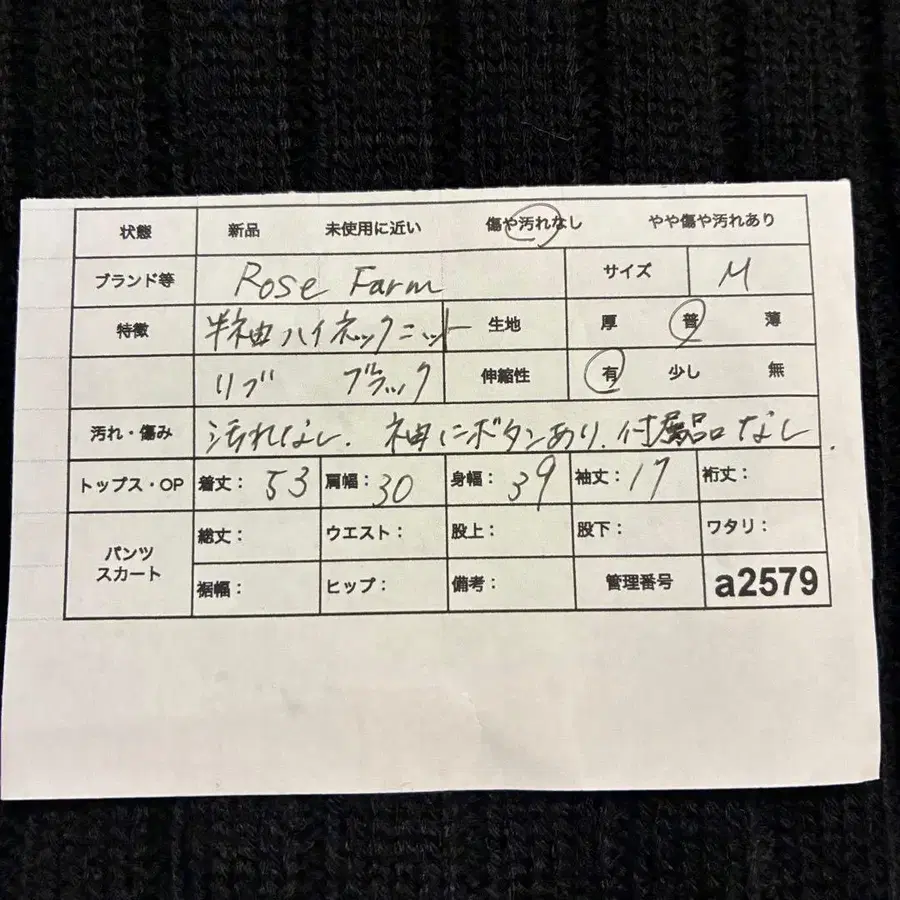 状態 新品 未使用に近い 傷や汚れなし やや傷や汚れあり
ブランド等 Rose Farm サイズ M
特徴 半袖ハイネックニット 生地 厚 普 薄
リブ ブラック 伸縮性 有 少し 無
汚れ・傷み 汚れなし. 袖にボタンあり. 付属品なし.
トップス・OP 着丈: 53 肩幅: 30 身幅: 39 袖丈: 17 裄丈:
パンツ スカート 総丈: ウエスト: 股上: 股下: ワタリ:
裾幅: ヒップ: 備考: 管理番号 a2579